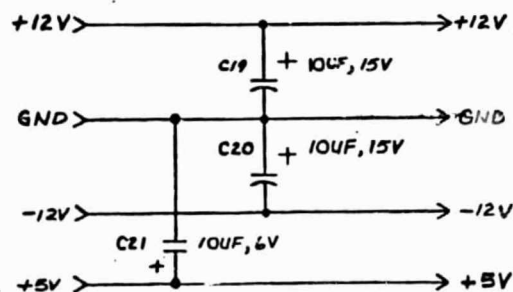 +12V +12V
C19 + 10UF, 15V
GND GND
C20 + 10UF, 15V
-12V -12V
C21 10UF, 6V
+
+5V +5V